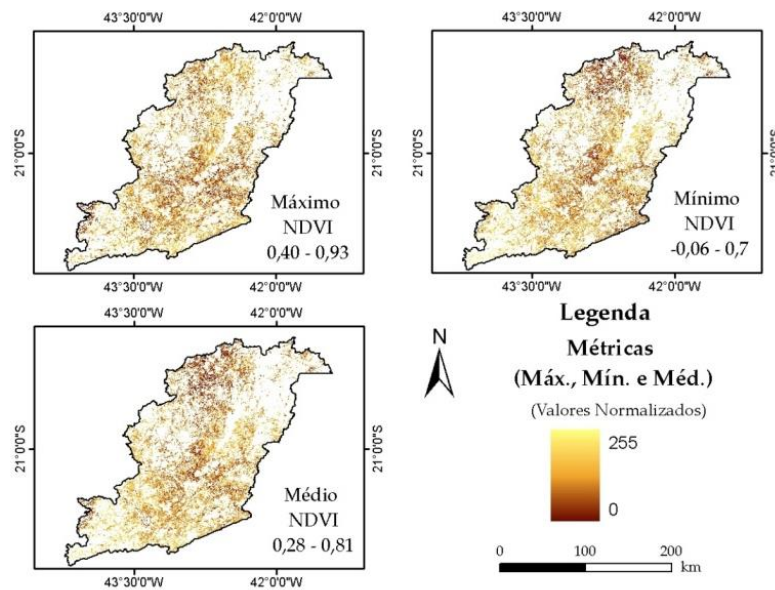 43°30'0"W 42°0'0"W
21°0'0"S
Máximo
NDVI
0,40 - 0,93
43°30'0"W 42°0'0"W
21°0'0"S
Mínimo
NDVI
-0,06 - 0,7
43°30'0"W 42°0'0"W
43°30'0"W 42°0'0"W
21°0'0"S
Médio
NDVI
0,28 - 0,81
43°30'0"W 42°0'0"W
21°0'0"S
Legenda
Métricas
(Máx., Mín. e Méd.)
(Valores Normalizados)
255
0
N
0 100 200
km